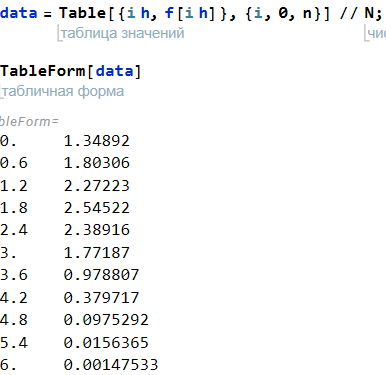 data = Table[{i h, f[i h]}, {i, 0, n}] // N;
таблица значений чис
TableForm[data]
табличная форма
bleForm=
0. 1.34892
0.6 1.80306
1.2 2.27223
1.8 2.54522
2.4 2.38916
3. 1.77187
3.6 0.978807
4.2 0.379717
4.8 0.0975292
5.4 0.0156365
6. 0.00147533